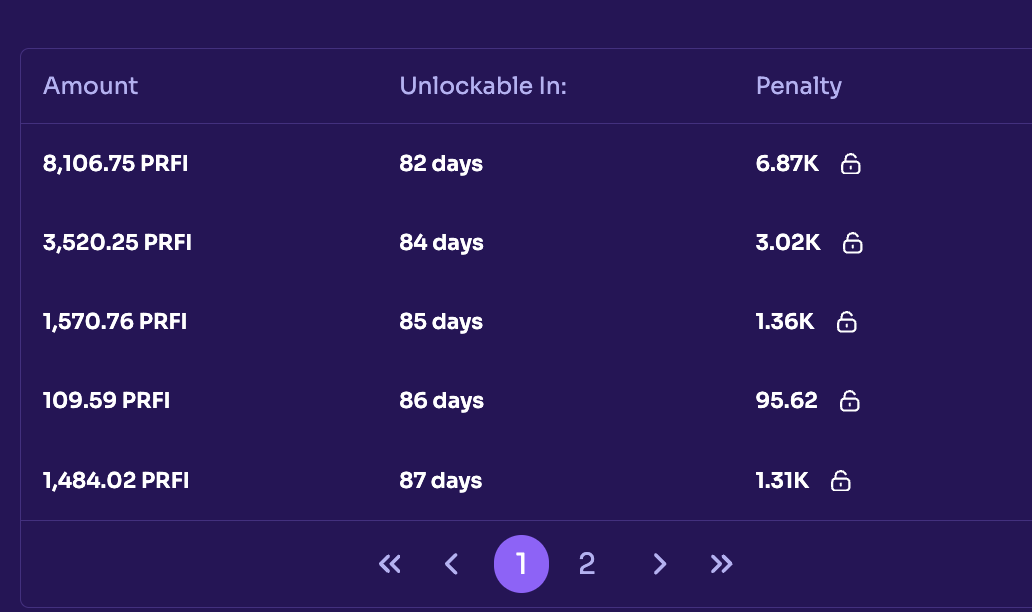 Amount Unlockable In: Penalty
8,106.75 PRFI 82 days 6.87K
3,520.25 PRFI 84 days 3.02K
1,570.76 PRFI 85 days 1.36K
109.59 PRFI 86 days 95.62
1,484.02 PRFI 87 days 1.31K
« ‹ 1 2 › »